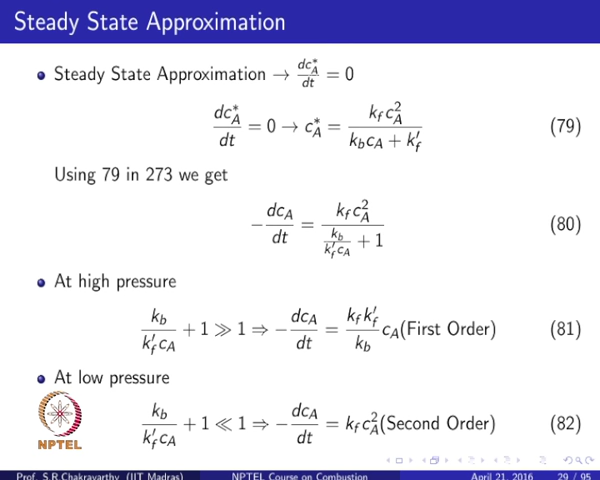 Steady State Approximation
• Steady State Approximation → dc*_A/dt = 0
dc*_A/dt = 0 → c*_A = k_f c_A^2 / (k_b c_A + k'_f) (79)
Using 79 in 273 we get
− dc_A/dt = k_f c_A^2 / (k_b / k'_f c_A + 1) (80)
• At high pressure
k_b / k'_f c_A + 1 ≫ 1 ⇒ − dc_A/dt = k_f k'_f / k_b c_A (First Order) (81)
• At low pressure
k_b / k'_f c_A + 1 ≪ 1 ⇒ − dc_A/dt = k_f c_A^2 (Second Order) (82)
NPTEL
Prof. S.R.Chakravarthy (IIT Madras) NPTEL Course on Combustion April 21, 2016 29 / 95